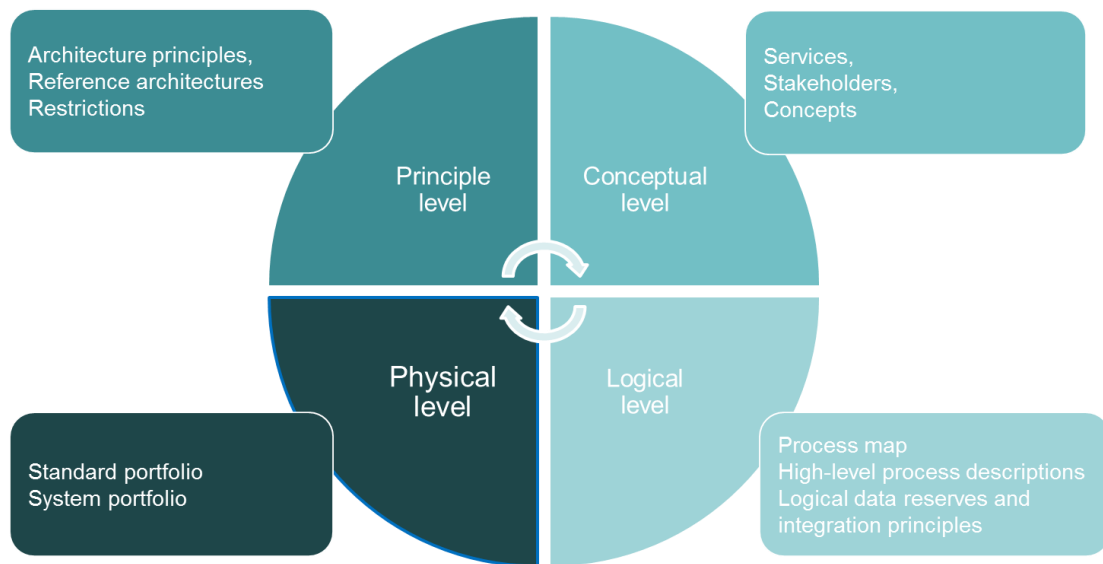 Architecture principles,
Reference architectures
Restrictions
Services,
Stakeholders,
Concepts
Principle
level
Conceptual
level
Physical
level
Logical
level
Standard portfolio
System portfolio
Process map
High-level process descriptions
Logical data reserves and
integration principles